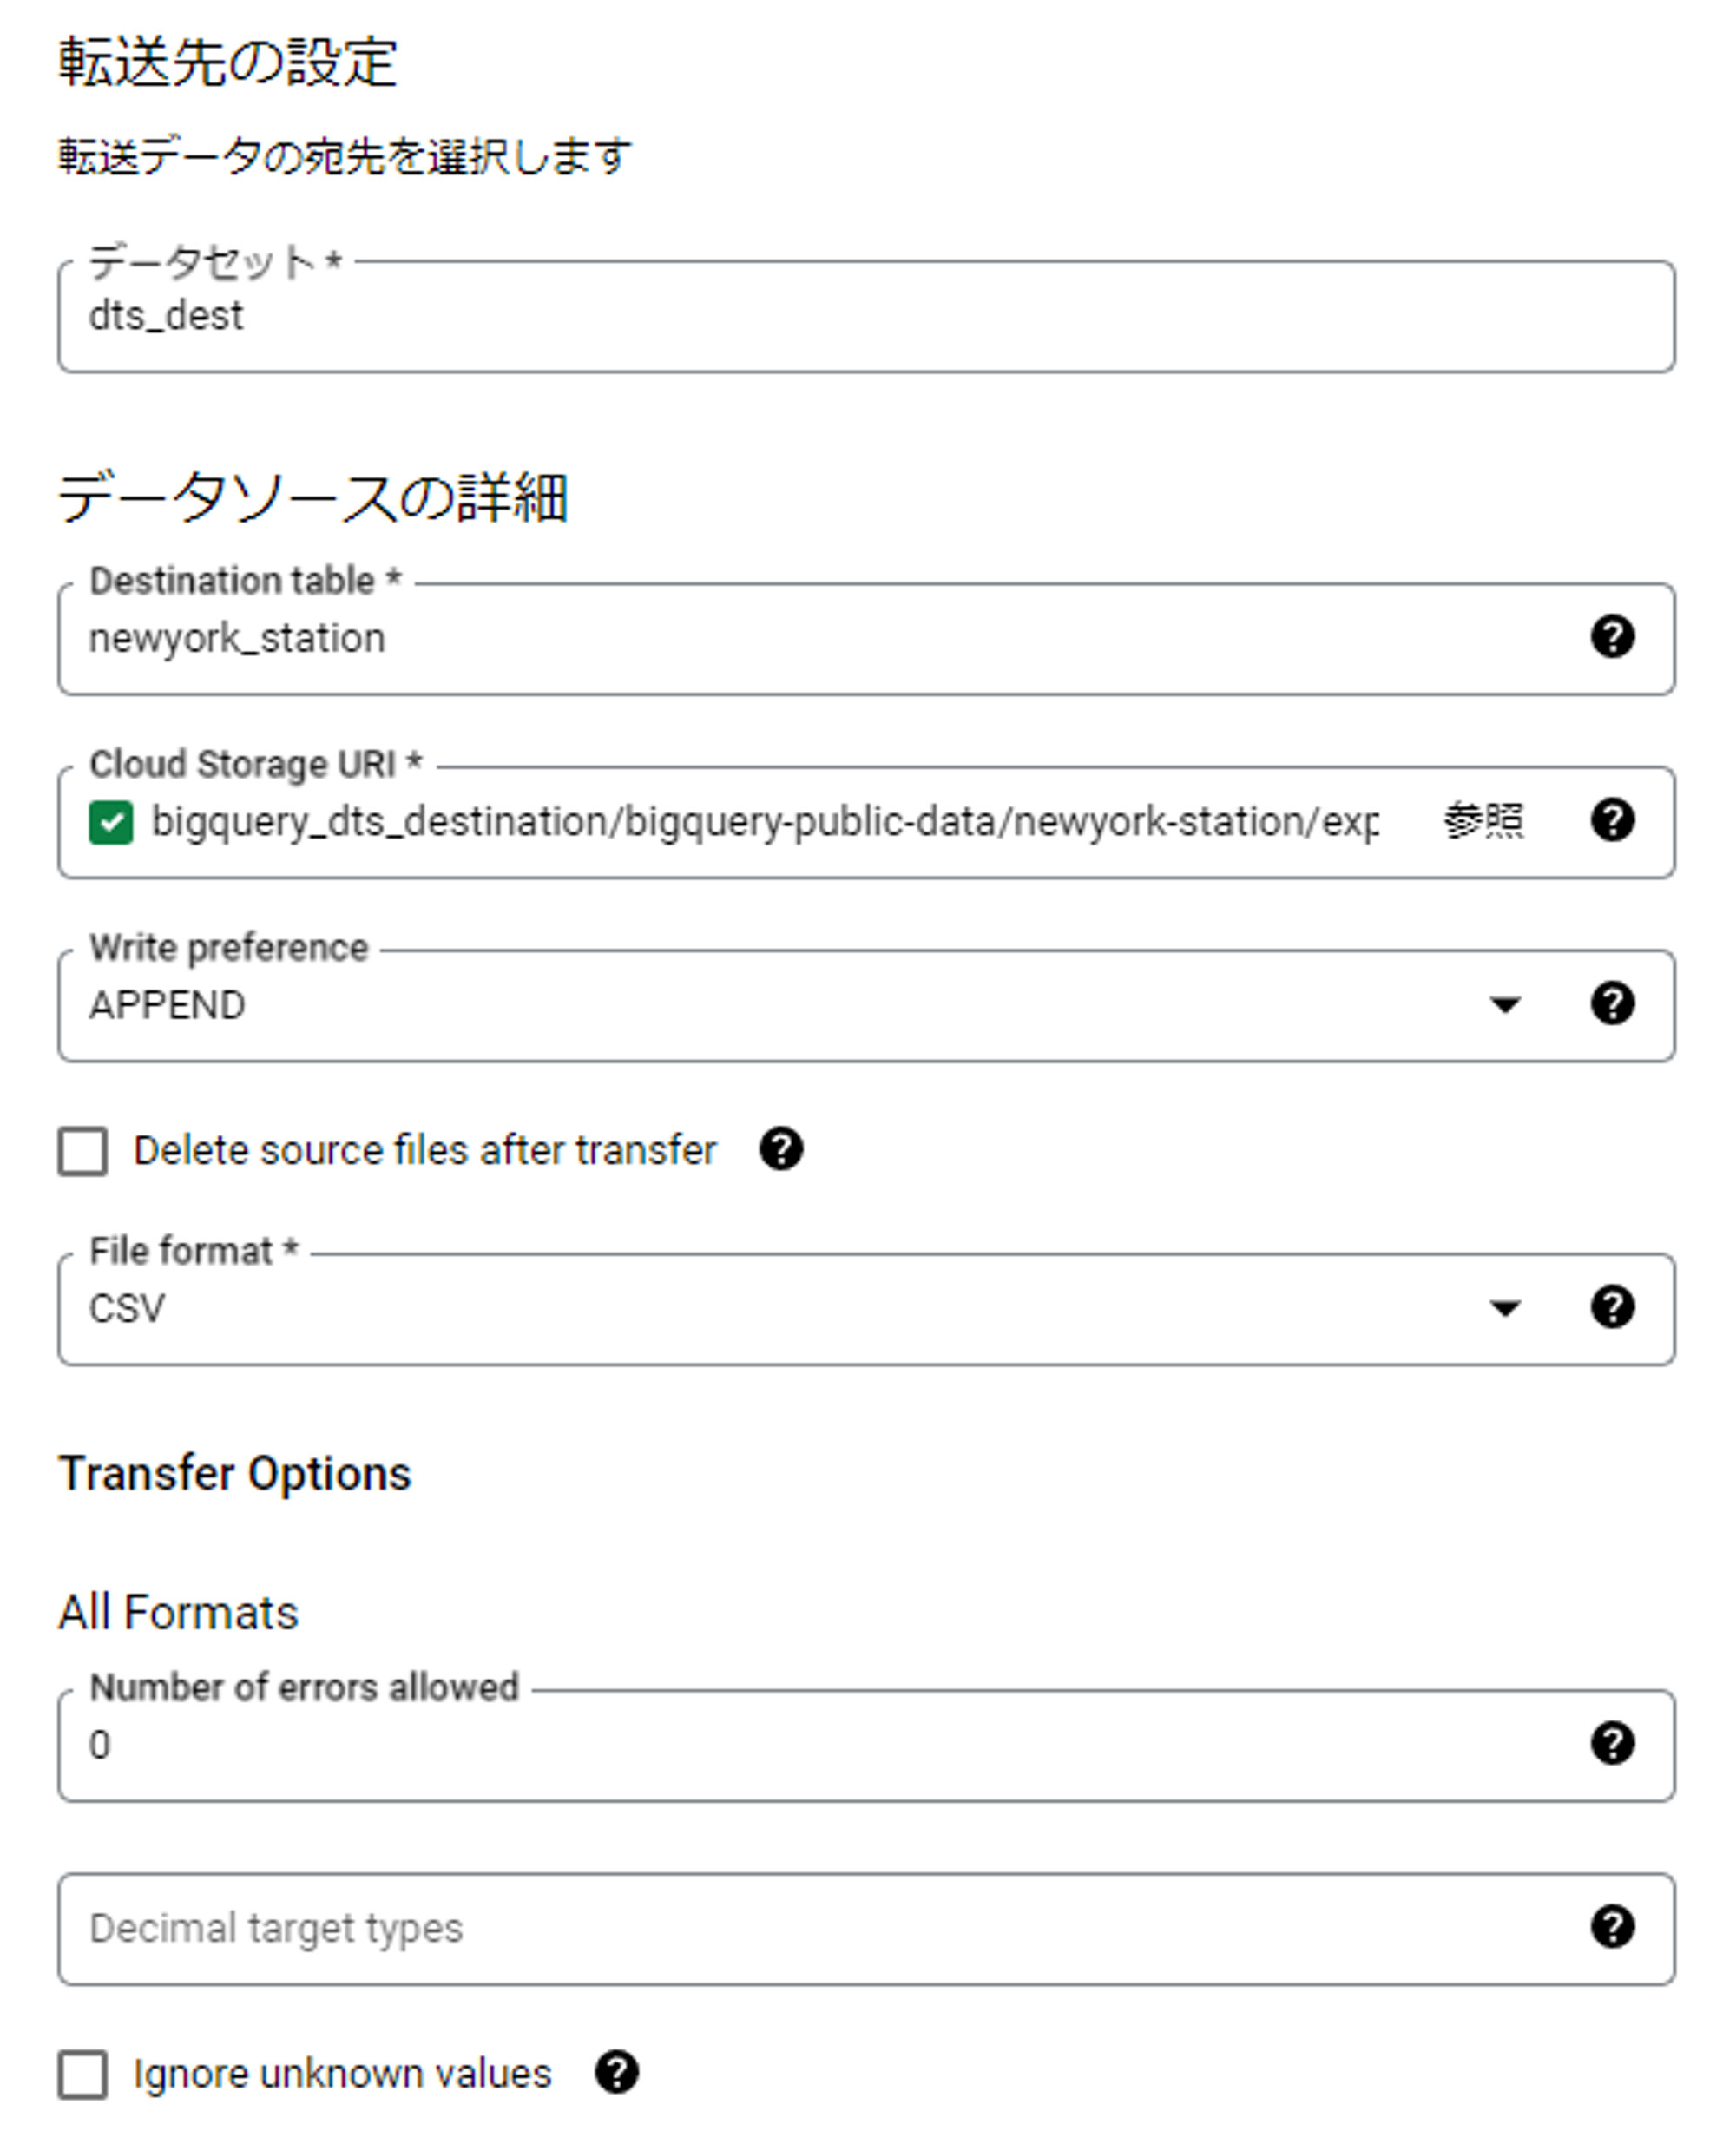 転送先の設定
転送データの宛先を選択します
データセット *
dts_dest
データソースの詳細
Destination table *
newyork_station
Cloud Storage URI *
bigquery_dts_destination/bigquery-public-data/newyork-station/exp 参照
Write preference
APPEND
Delete source files after transfer
File format *
CSV
Transfer Options
All Formats
Number of errors allowed
0
Decimal target types
Ignore unknown values